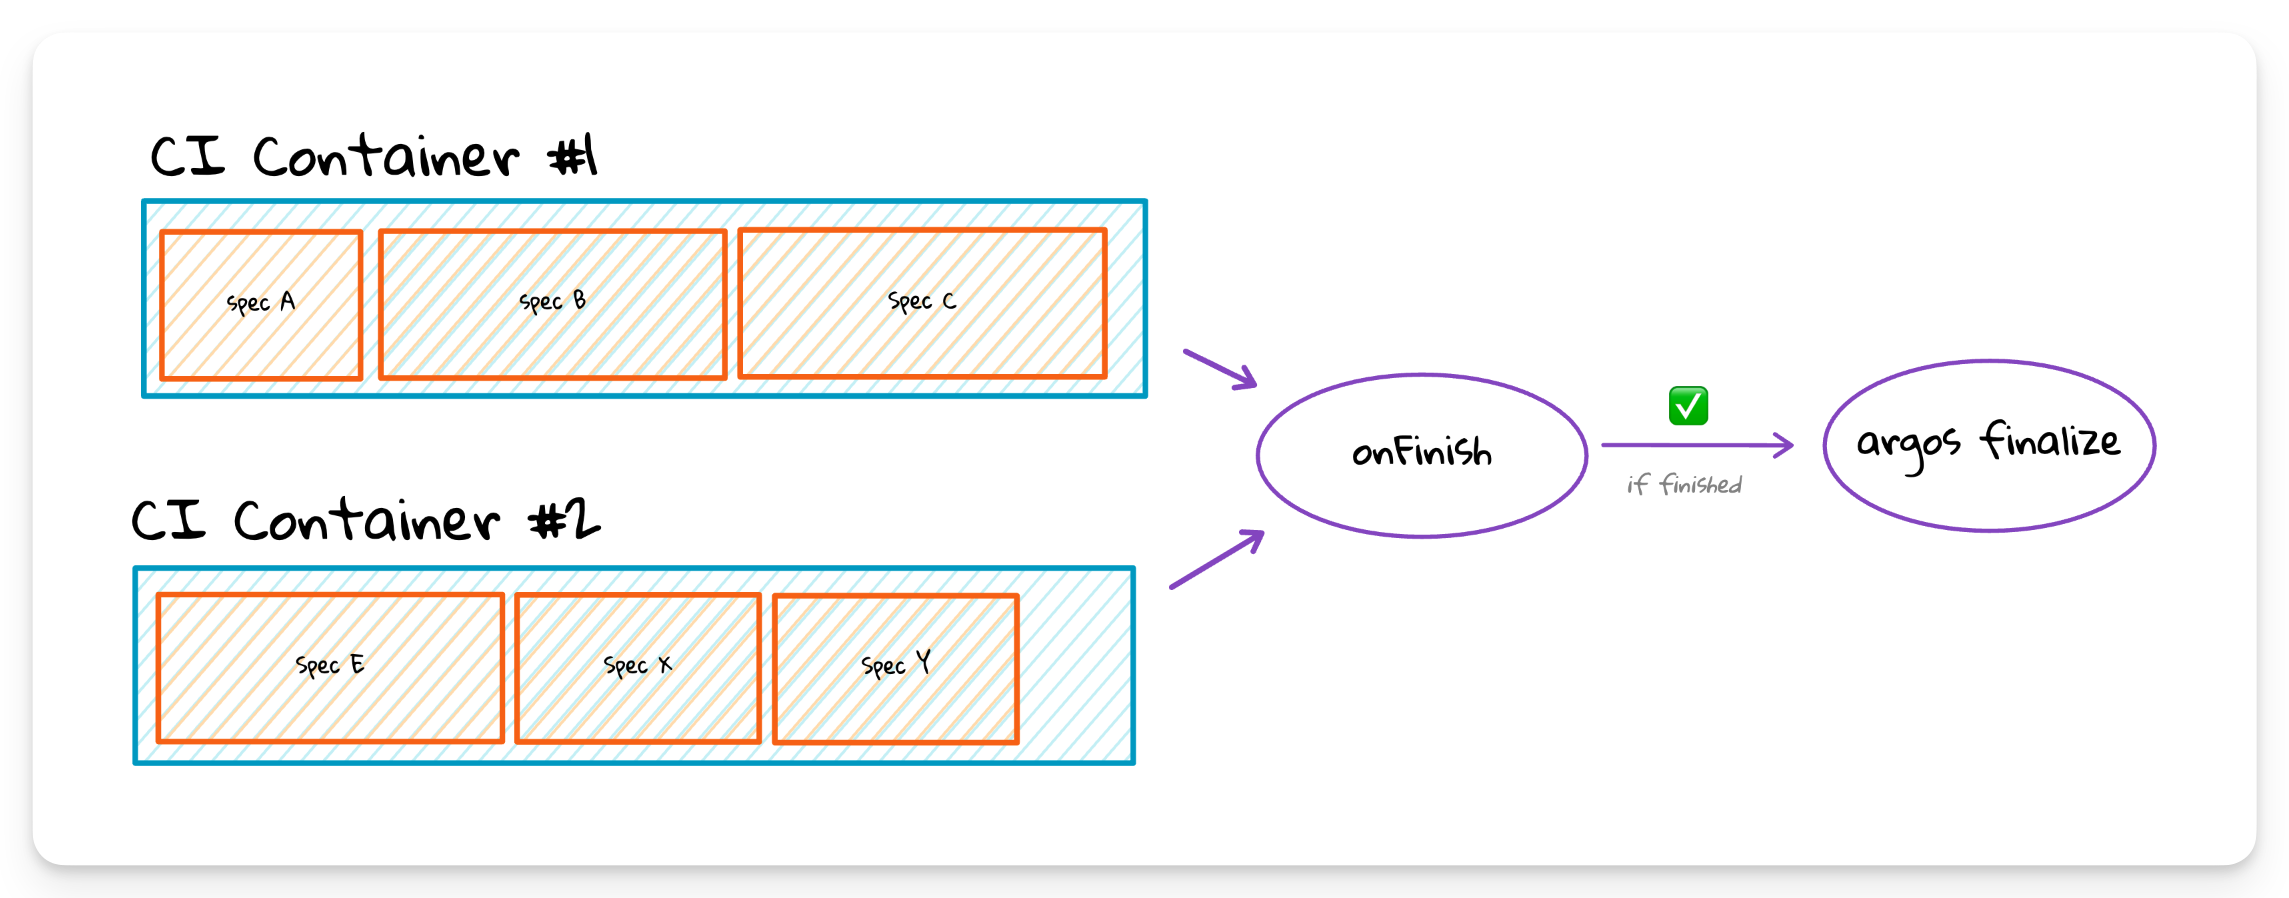 CI Container #1
spec A
spec B
Spec C
CI Container #2
Spec E
Spec X
Spec Y
onFinish
✅
if finished
argos finalize